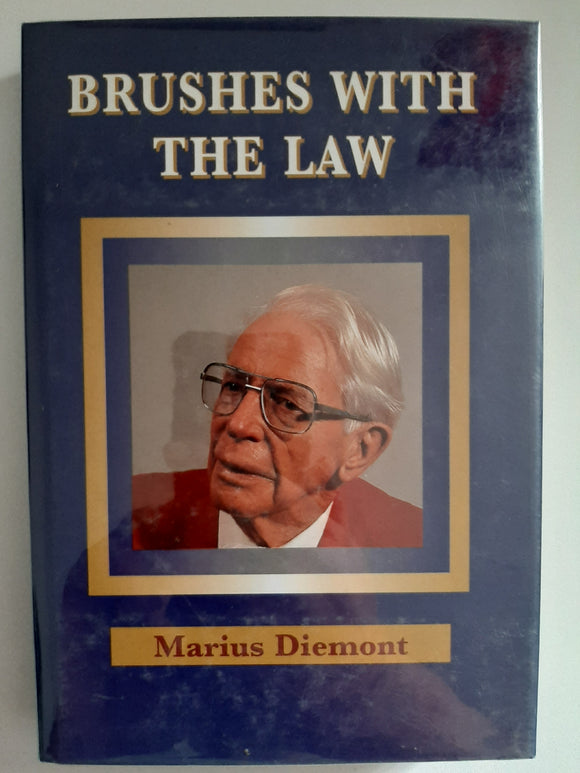 BRUSHES WITH
THE LAW
Marius Diemont